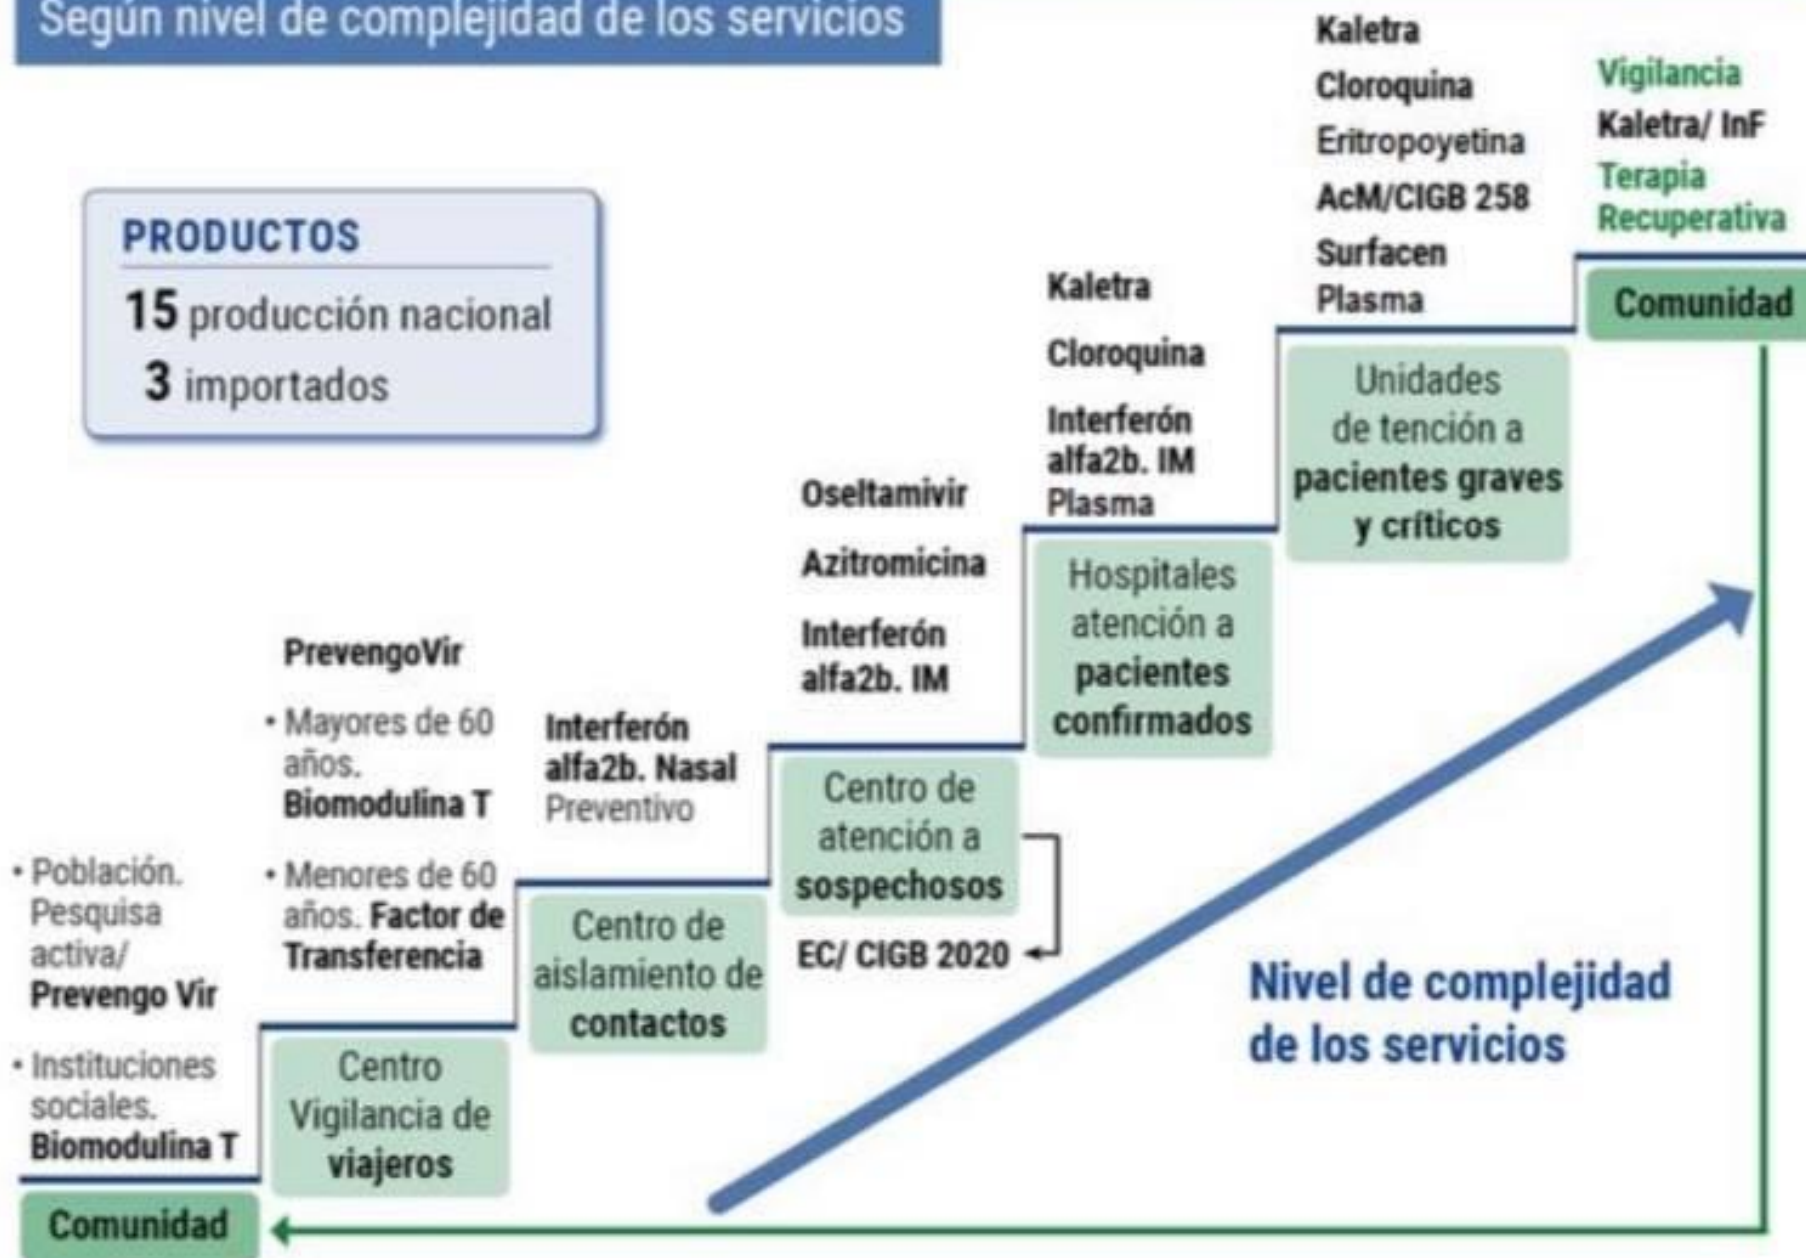 Según nivel de complejidad de los servicios
PRODUCTOS
15 producción nacional
3 importados
• Población.
Pesquisa
activa/
Prevengo Vir
• Instituciones
sociales.
Biomodulina T
Comunidad
PrevengoVir
• Mayores de 60
años.
Biomodulina T
• Menores de 60
años. Factor de
Transferencia
Centro
Vigilancia de
viajeros
Interferón
alfa2b. Nasal
Preventivo
Centro de
aislamiento de
contactos
Oseltamivir
Azitromicina
Interferón
alfa2b. IM
Centro de
atención a
sospechosos
EC/ CIGB 2020
Kaletra
Cloroquina
Interferón
alfa2b. IM
Plasma
Hospitales
atención a
pacientes
confirmados
Kaletra
Cloroquina
Eritropoyetina
AcM/CIGB 258
Surfacen
Plasma
Unidades
de tención a
pacientes graves
y críticos
Vigilancia
Kaletra/ InF
Terapia
Recuperativa
Comunidad
Nivel de complejidad
de los servicios